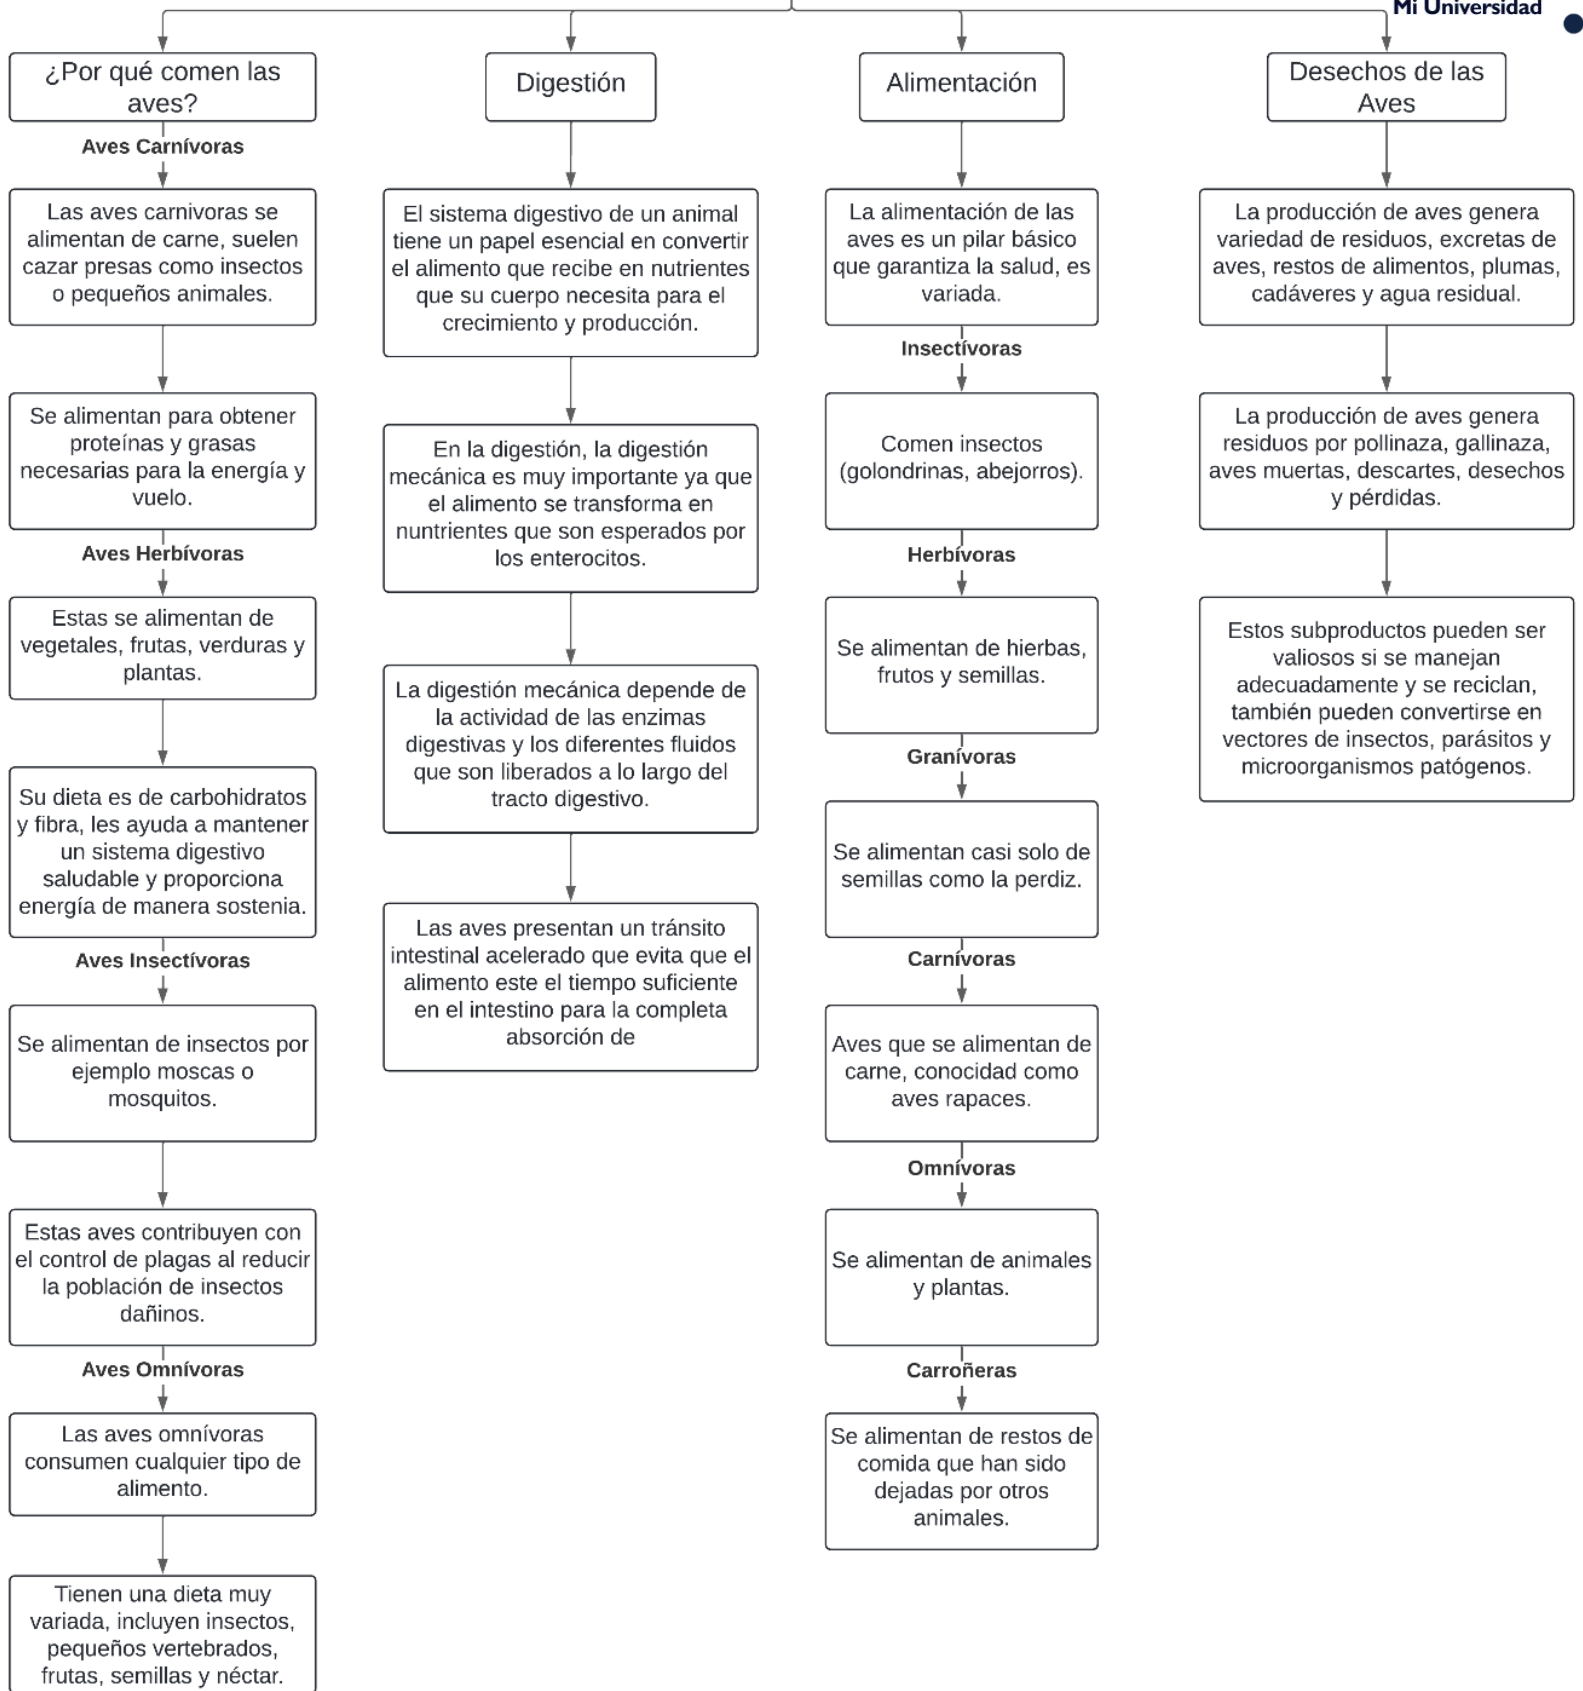 Mi Universidad
¿Por qué comen las
aves?
Aves Carnívoras
Las aves carnivoras se
alimentan de carne, suelen
cazar presas como insectos
o pequeños animales.
Se alimentan para obtener
proteínas y grasas
necesarias para la energía y
vuelo.
Aves Herbívoras
Estas se alimentan de
vegetales, frutas, verduras y
plantas.
Su dieta es de carbohidratos
y fibra, les ayuda a mantener
un sistema digestivo
saludable y proporciona
energía de manera sostenia.
Aves Insectívoras
Se alimentan de insectos por
ejemplo moscas o
mosquitos.
Estas aves contribuyen con
el control de plagas al reducir
la población de insectos
dañinos.
Aves Omnívoras
Las aves omnívoras
consumen cualquier tipo de
alimento.
Tienen una dieta muy
variada, incluyen insectos,
pequeños vertebrados,
frutas, semillas y néctar.
Digestión
El sistema digestivo de un animal
tiene un papel esencial en convertir
el alimento que recibe en nutrientes
que su cuerpo necesita para el
crecimiento y producción.
En la digestión, la digestión
mecánica es muy importante ya que
el alimento se transforma en
nuntrientes que son esperados por
los enterocitos.
La digestión mecánica depende de
la actividad de las enzimas
digestivas y los diferentes fluidos
que son liberados a lo largo del
tracto digestivo.
Las aves presentan un tránsito
intestinal acelerado que evita que el
alimento este el tiempo suficiente
en el intestino para la completa
absorción de
Alimentación
La alimentación de las
aves es un pilar básico
que garantiza la salud, es
variada.
Insectívoras
Comen insectos
(golondrinas, abejorros).
Herbívoras
Se alimentan de hierbas,
frutos y semillas.
Granívoras
Se alimentan casi solo de
semillas como la perdiz.
Carnívoras
Aves que se alimentan de
carne, conocidad como
aves rapaces.
Omnívoras
Se alimentan de animales
y plantas.
Carroñeras
Se alimentan de restos de
comida que han sido
dejadas por otros
animales.
Desechos de las
Aves
La producción de aves genera
variedad de residuos, excretas de
aves, restos de alimentos, plumas,
cadáveres y agua residual.
La producción de aves genera
residuos por pollinaza, gallinaza,
aves muertas, descartes, desechos
y pérdidas.
Estos subproductos pueden ser
valiosos si se manejan
adecuadamente y se reciclan,
también pueden convertirse en
vectores de insectos, parásitos y
microorganismos patógenos.